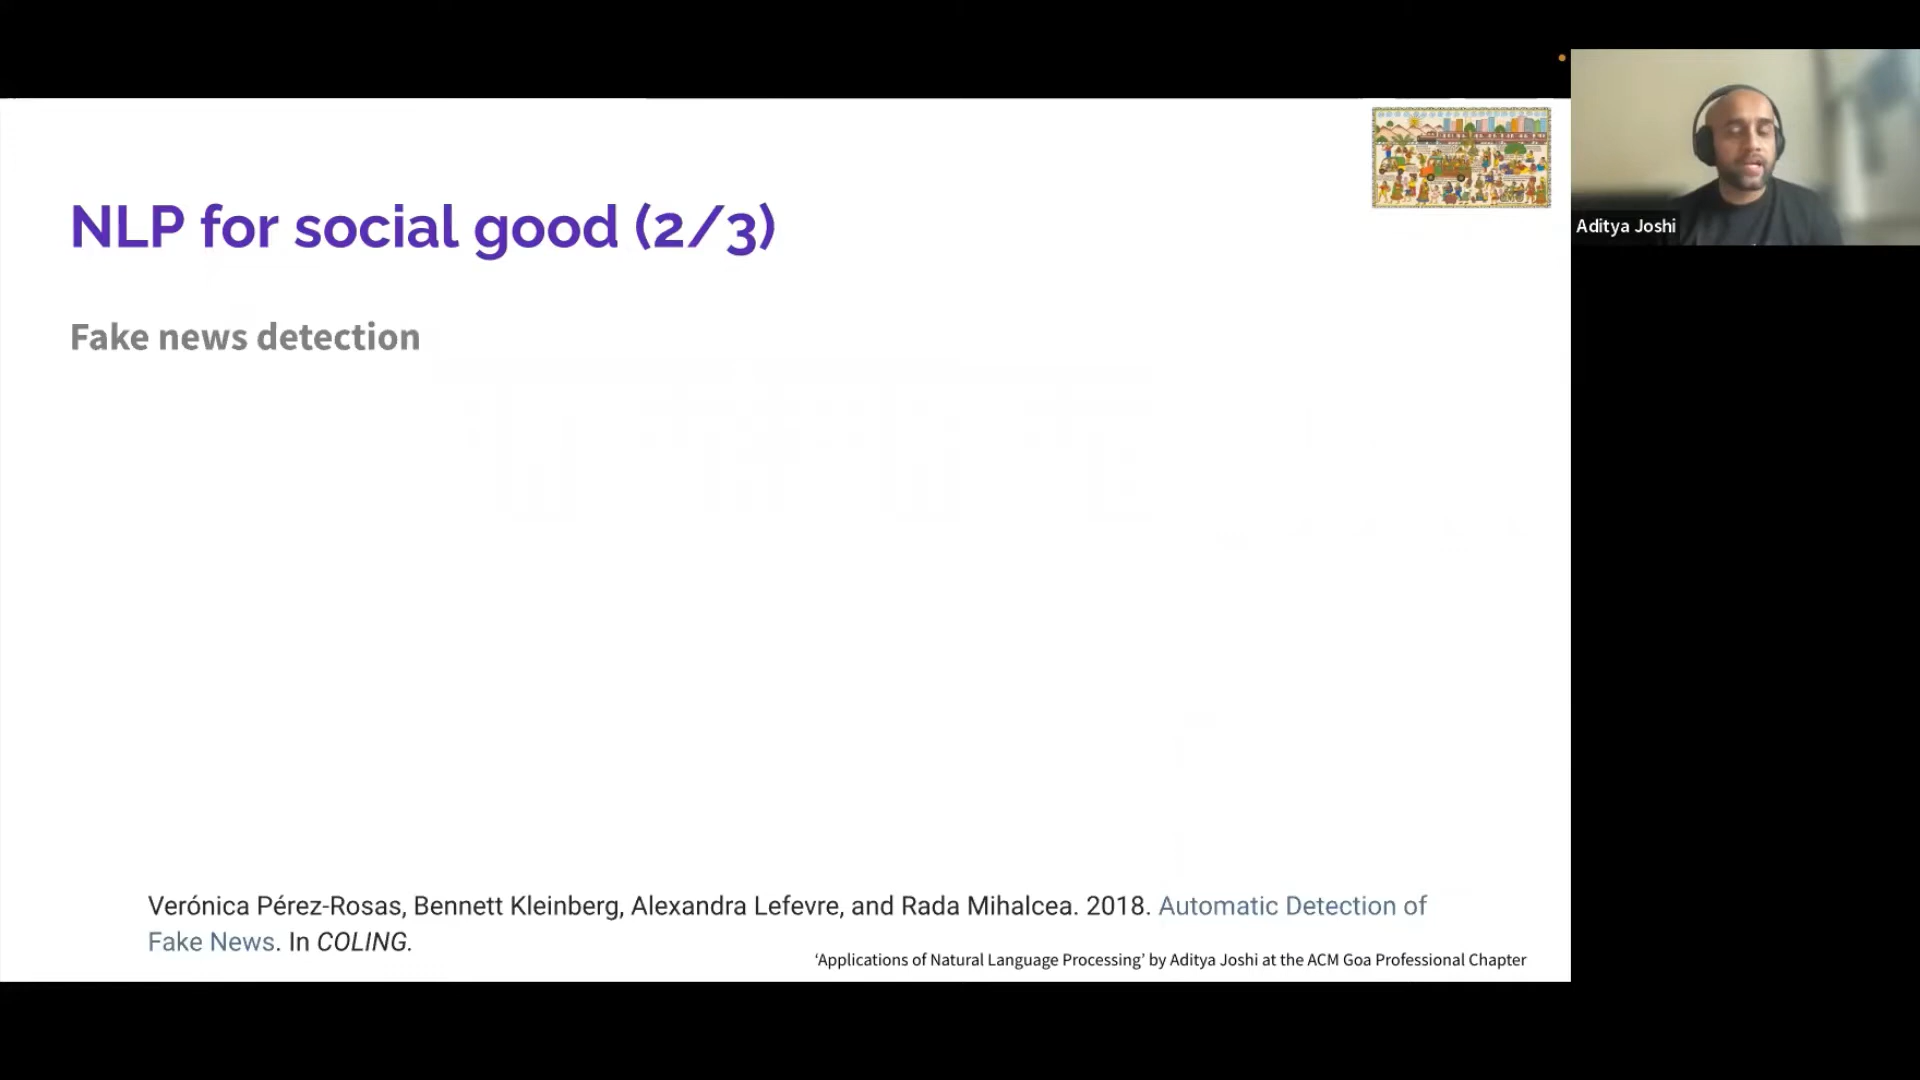 NLP for social good (2/3)
Aditya Joshi
Fake news detection
Verónica Pérez-Rosas, Bennett Kleinberg, Alexandra Lefevre, and Rada Mihalcea. 2018. Automatic Detection of
Fake News. In COLING.
‘Applications of Natural Language Processing’ by Aditya Joshi at the ACM Goa Professional Chapter